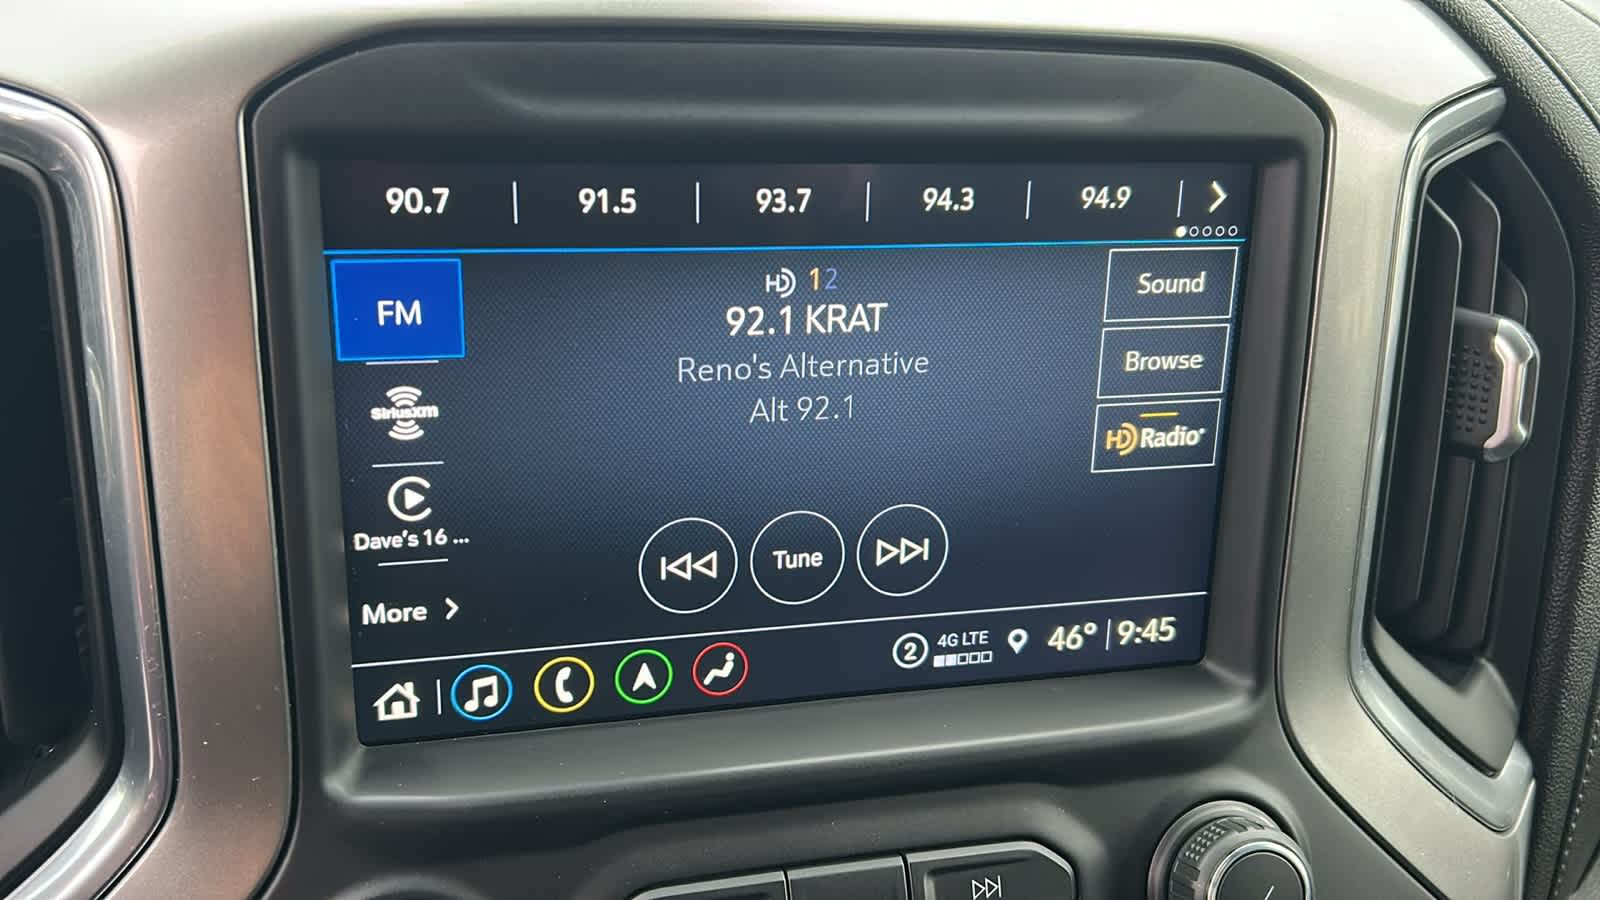 90.7 | 91.5 | 93.7 | 94.3 | 94.9 |
FM
HD 12
92.1 KRAT
Reno's Alternative
Alt 92.1
Sound
Browse
HD Radio
SiriusXM
Dave's 16 ...
More
Tune
2 4G LTE 46° | 9:45